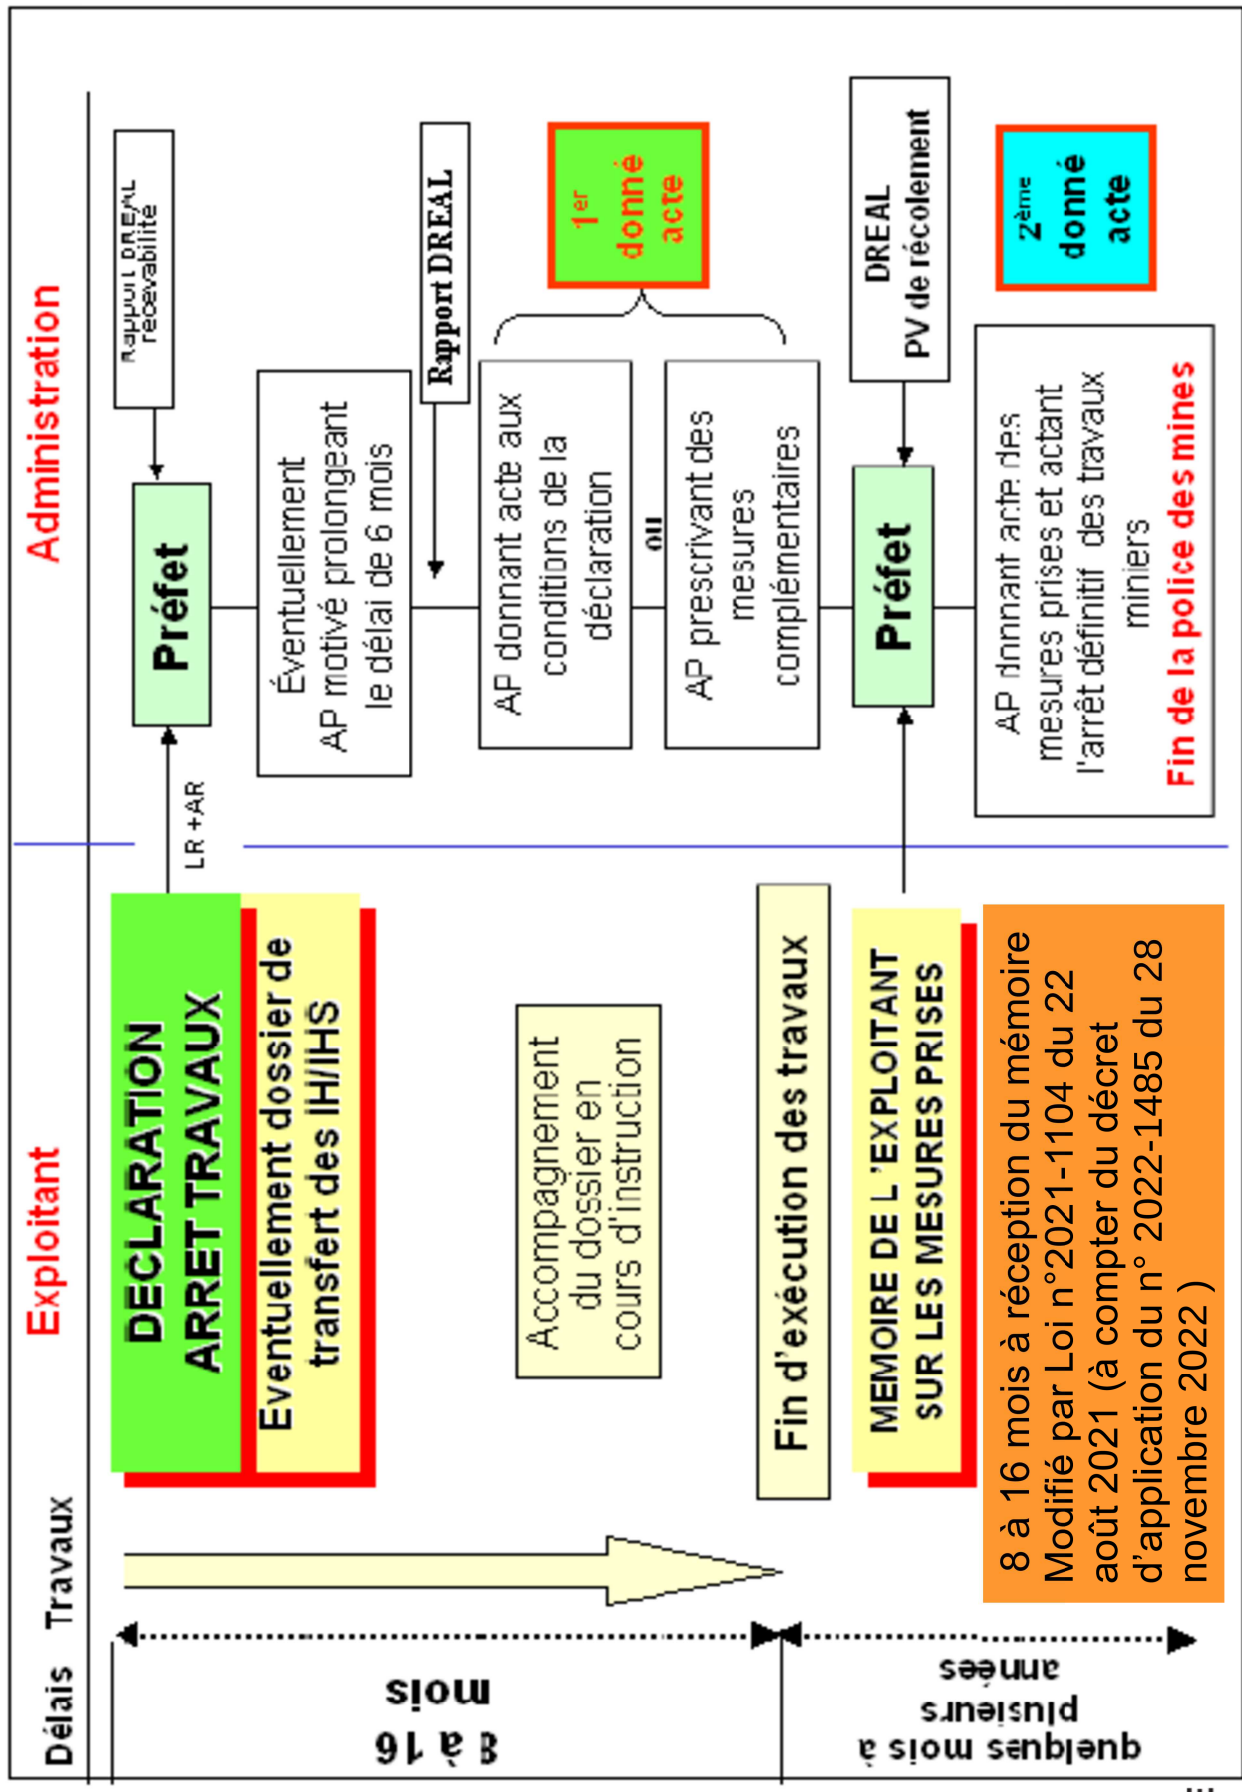 Délais Travaux
Exploitant
Administration
DECLARATION
ARRET TRAVAUX
Eventuellement dossier de
transfert des IH/IHS
LR +AR
Préfet
Rapport DREAL
recevabilité
Éventuellement
AP motivé prolongeant
le délai de 6 mois
Rapport DREAL
8 à 16
mois
Accompagnement
du dossier en
cours d'instruction
AP donnant acte aux
conditions de la
déclaration
ou
AP prescrivant des
mesures
complémentaires
1er
donné
acte
Fin d'exécution des travaux
quelques mois à
plusieurs
années
MEMOIRE DE L 'EXPLOITANT
SUR LES MESURES PRISES
Préfet
DREAL
PV de récolement
8 à 16 mois à réception du mémoire
Modifié par Loi n°2021-1104 du 22
août 2021 (à compter du décret
d’application du n° 2022-1485 du 28
novembre 2022 )
AP donnant acte des
mesures prises et actant
l'arrêt définitif des travaux
miniers
Fin de la police des mines
2ème
donné
acte